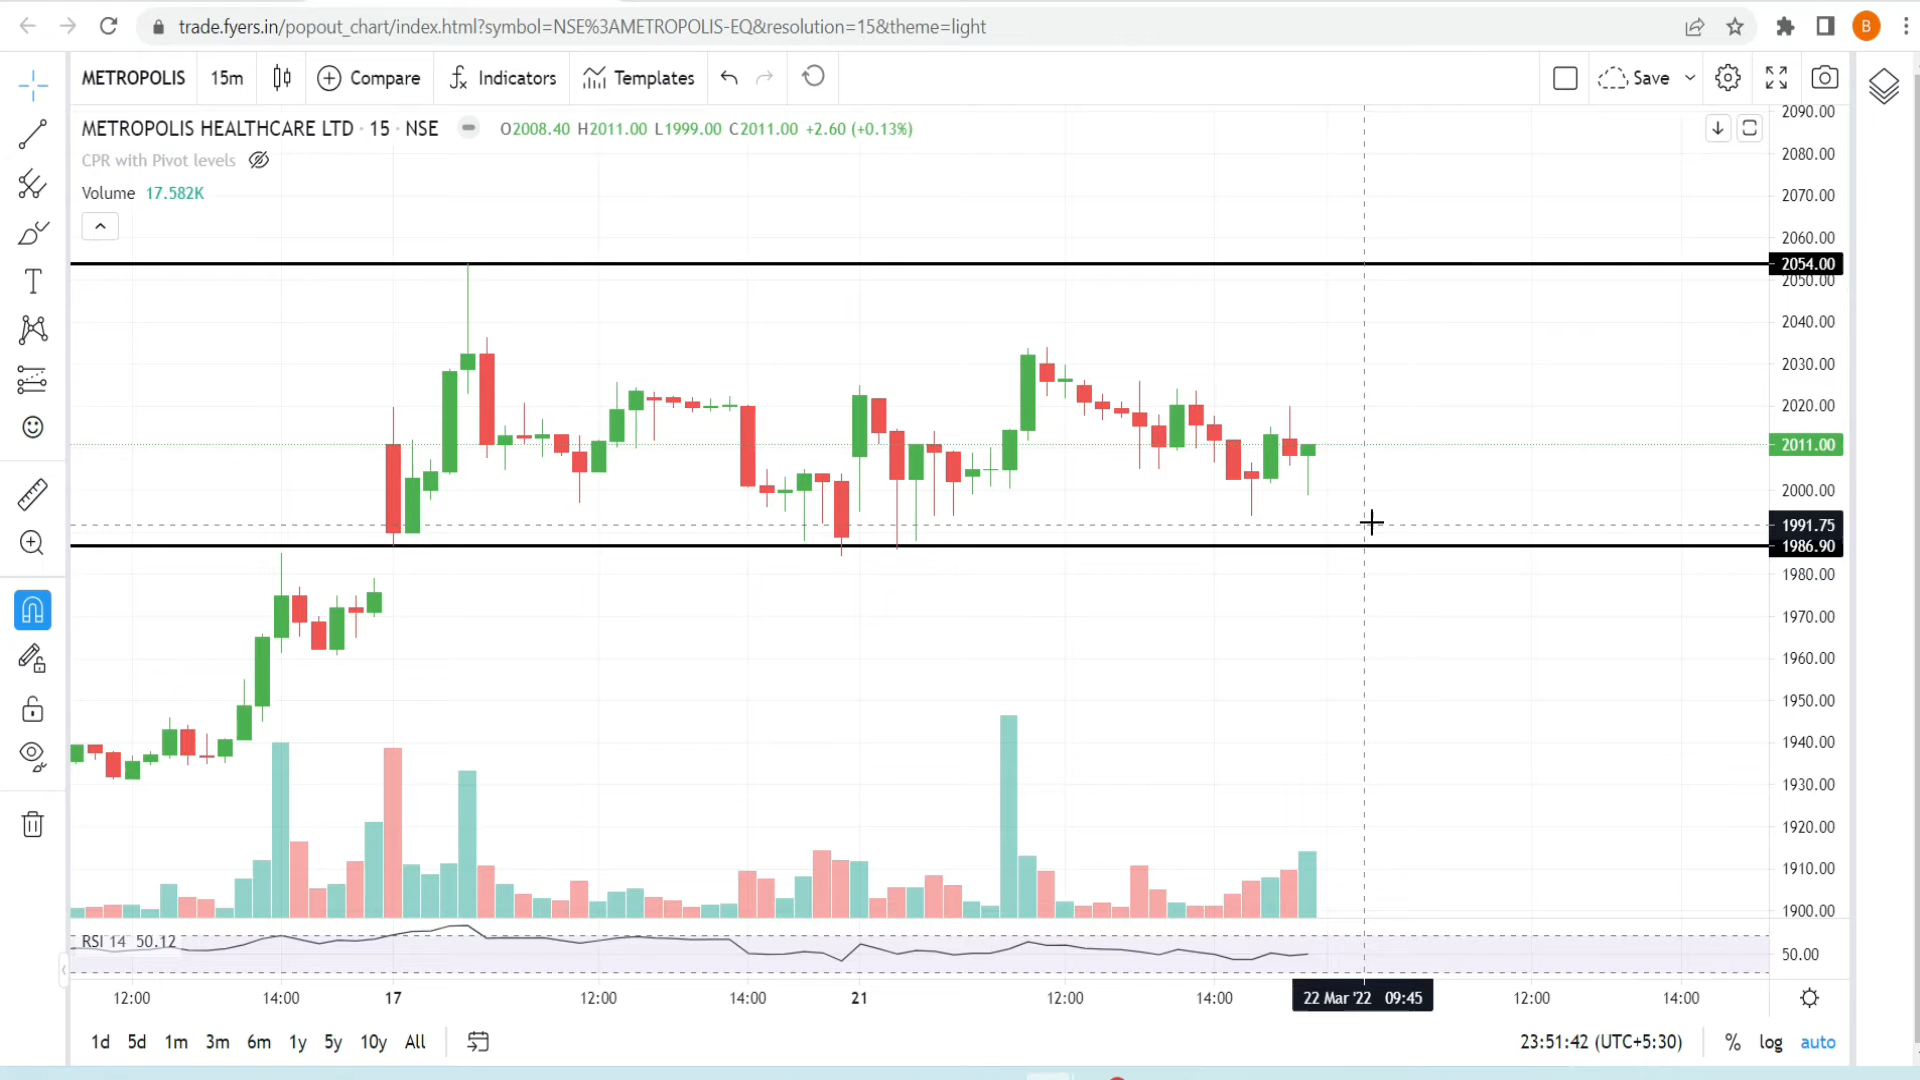 trade.fyers.in/popout_chart/index.html?symbol=NSE%3AMETROPOLIS-EQ&resolution=15&theme=light
B
METROPOLIS 15m Compare Indicators Templates Save
METROPOLIS HEALTHCARE LTD · 15 · NSE O2008.40 H2011.00 L1999.00 C2011.00 +2.60 (+0.13%)
CPR with Pivot levels
Volume 17.582K
2090.00
2080.00
2070.00
2060.00
2054.00
2050.00
2040.00
2030.00
2020.00
2011.00
2000.00
1991.75
1986.90
1980.00
1970.00
1960.00
1950.00
1940.00
1930.00
1920.00
1910.00
1900.00
RSI 14 50.12
50.00
12:00 14:00 17 12:00 14:00 21 12:00 14:00 22 Mar '22 09:45 12:00 14:00
1d 5d 1m 3m 6m 1y 5y 10y All 23:51:42 (UTC+5:30) % log auto